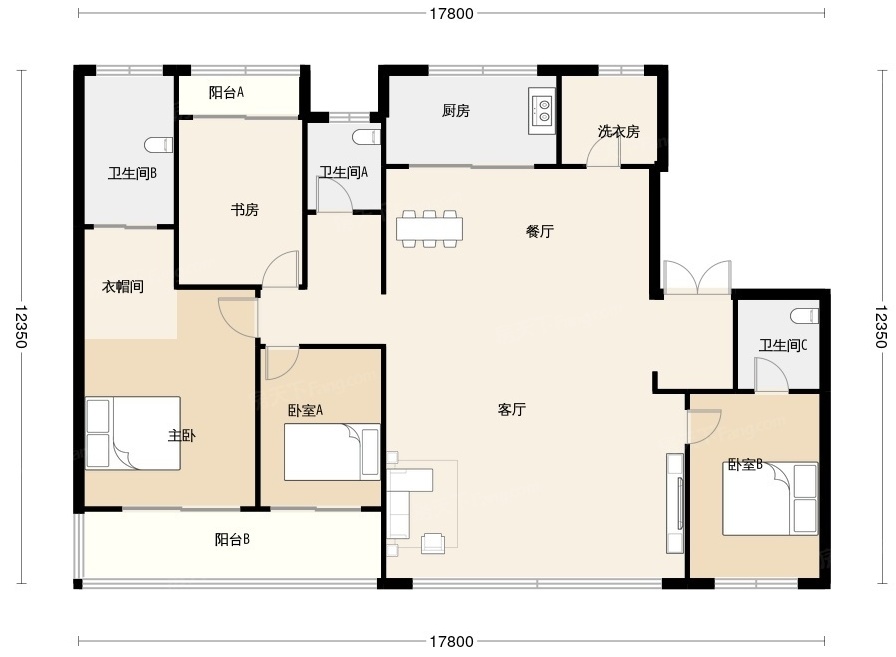 17800
阳台A
厨房
洗衣房
卫生间B
卫生间A
书房
餐厅
衣帽间
12350
12350
卫生间C
卧室A
客厅
主卧
卧室B
阳台B
17800